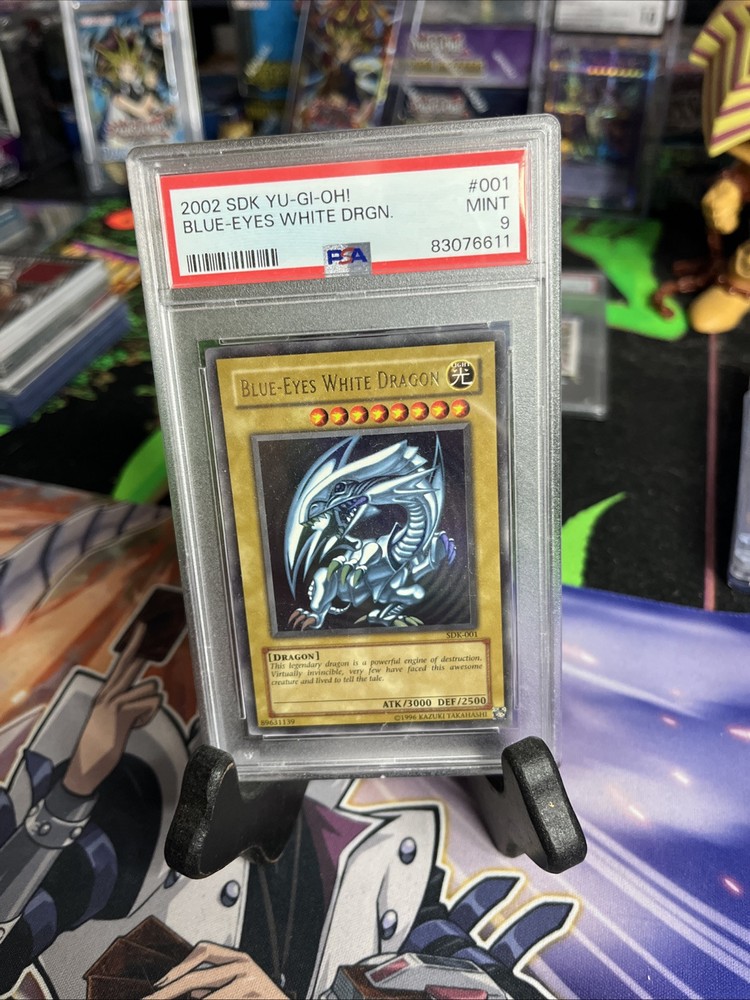 2002 SDK YU-GI-OH!
#001
BLUE-EYES WHITE DRGN.
MINT
9
PSA
83076611
BLUE-EYES WHITE DRAGON
LIGHT
光
SDK-001
[DRAGON]
This legendary dragon is a powerful engine of destruction.
Virtually invincible, very few have faced this awesome
creature and lived to tell the tale.
ATK/3000 DEF/2500
89631139
©1996 KAZUKI TAKAHASHI